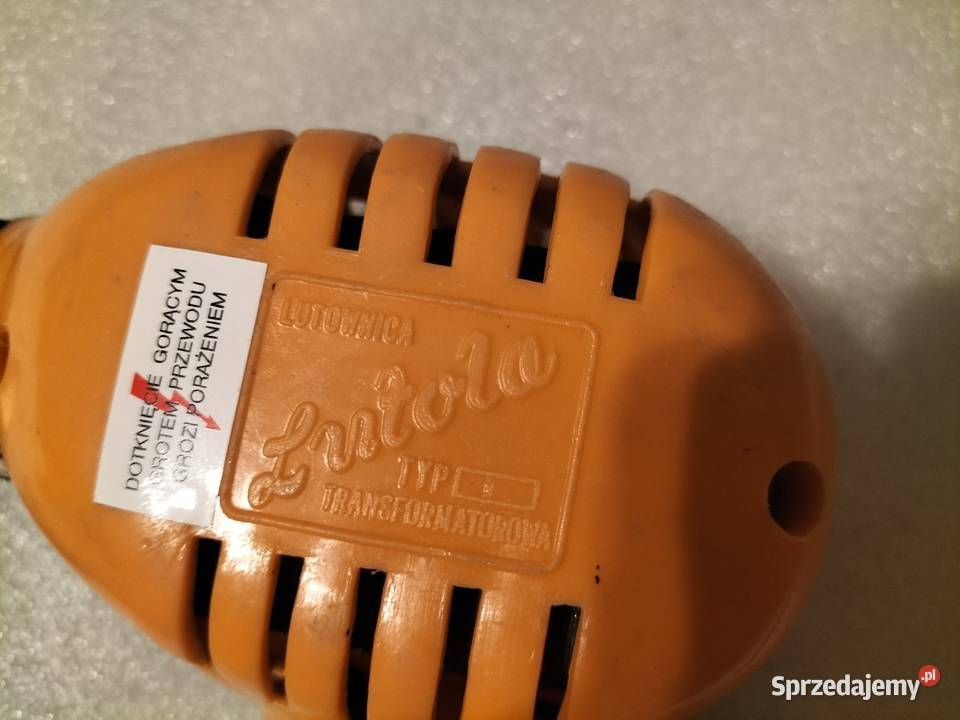 DOTKNIĘCIE GORĄCYM
GROTEM PRZEWODU
GROZI PORAŻENIEM
LUTOWNICA
Lutola
TYP
TRANSFORMATOROWA
Sprzedajemy.pl